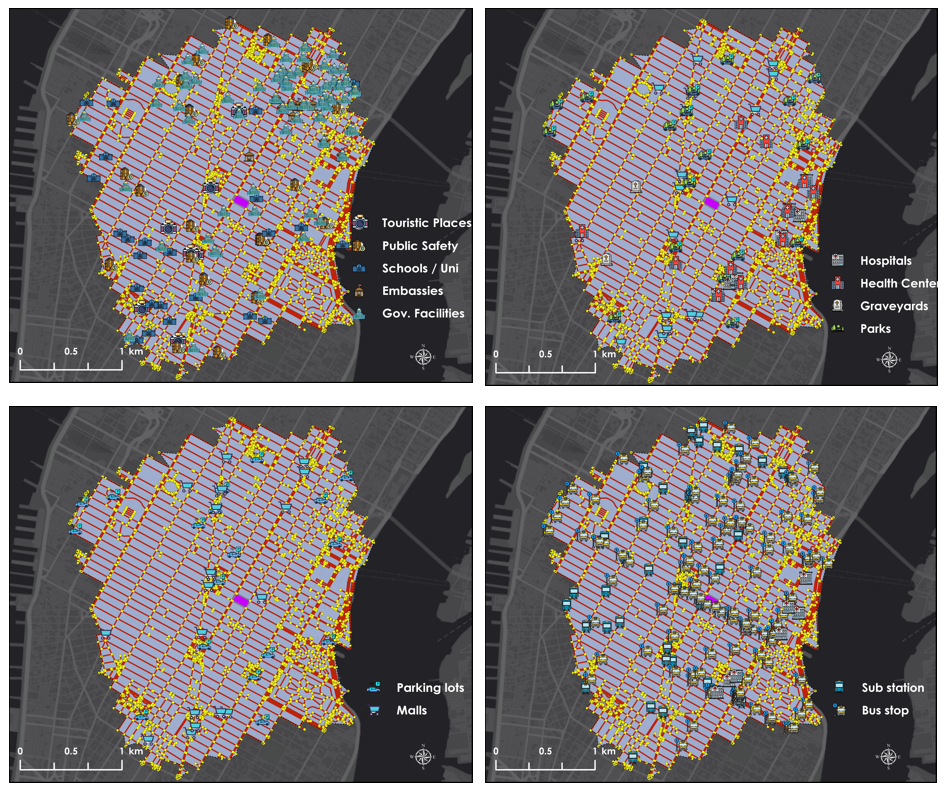 Touristic Places
Public Safety
Schools / Uni
Embassies
Gov. Facilities
0 0.5 1 km
Hospitals
Health Center
Graveyards
Parks
0 0.5 1 km
Parking lots
Malls
0 0.5 1 km
Sub station
Bus stop
0 0.5 1 km